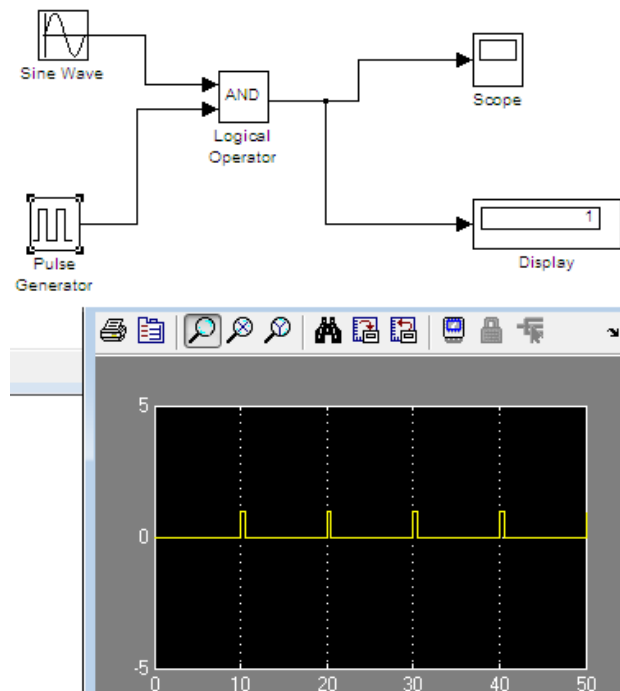 Sine Wave
AND
Logical
Operator
Scope
Pulse
Generator
1
Display
5
0
-5
0
10
20
30
40
50